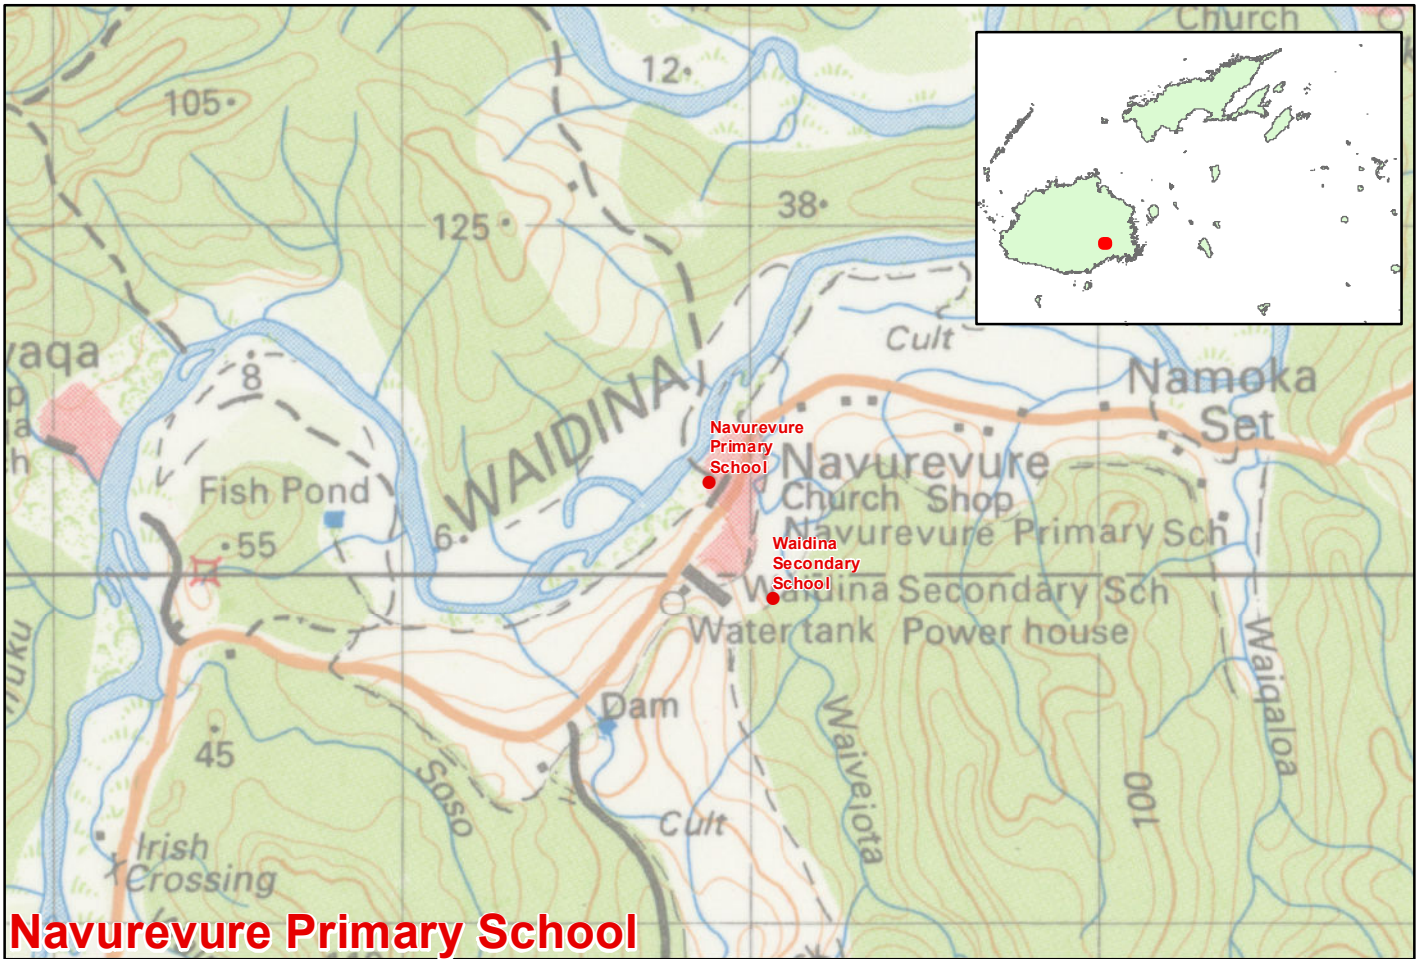 Church
12
105
38
125
Cult
8
Namoka
Set
WAIDINA
Navurevure
Primary
School
Navurevure
Church Shop
Navurevure Primary Sch
Fish Pond
55
6
Waidina
Secondary
School
Waidina Secondary Sch
Water tank Power house
Waiqaloa
Dam
45
Soso
Waiveiota
100
Cult
Irish
Crossing
Navurevure Primary School